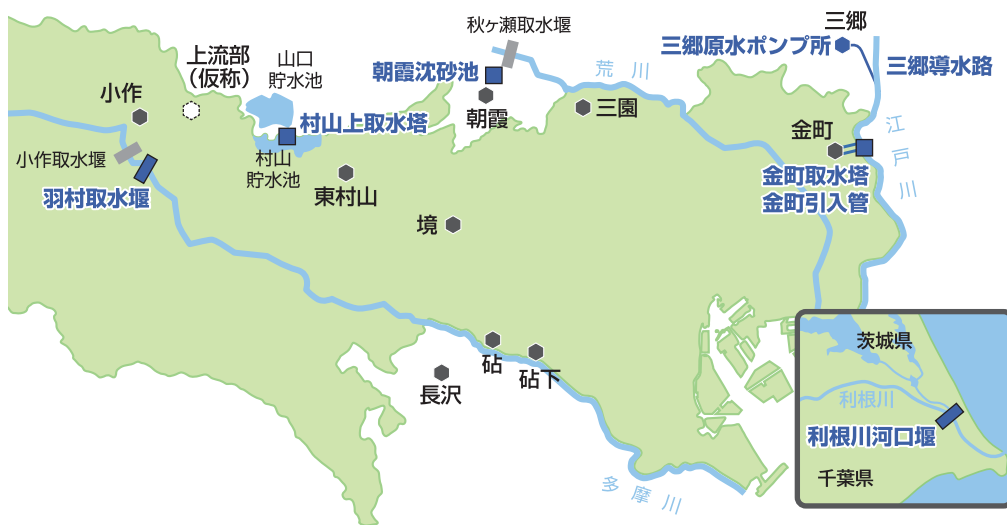 秋ヶ瀬取水堰
三郷
三郷原水ポンプ所
三郷導水路
上流部
(仮称)
山口
貯水池
朝霞沈砂池
荒川
小作
朝霞
三園
村山上取水塔
金町
江戸川
小作取水堰
村山
貯水池
金町取水塔
金町引入管
羽村取水堰
東村山
境
茨城県
砧
砧下
長沢
利根川
利根川河口堰
千葉県
多摩川